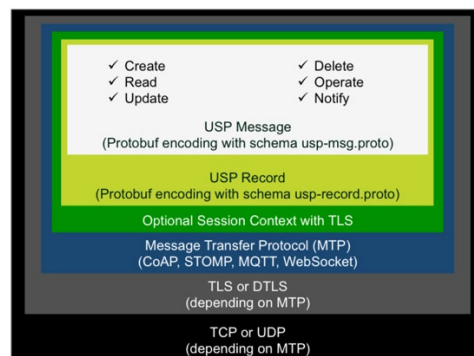 ✓ Create
✓ Read
✓ Update
✓ Delete
✓ Operate
✓ Notify
USP Message
(Protobuf encoding with schema usp-msg.proto)
USP Record
(Protobuf encoding with schema usp-record.proto)
Optional Session Context with TLS
Message Transfer Protocol (MTP)
(CoAP, STOMP, MQTT, WebSocket)
TLS or DTLS
(depending on MTP)
TCP or UDP
(depending on MTP)